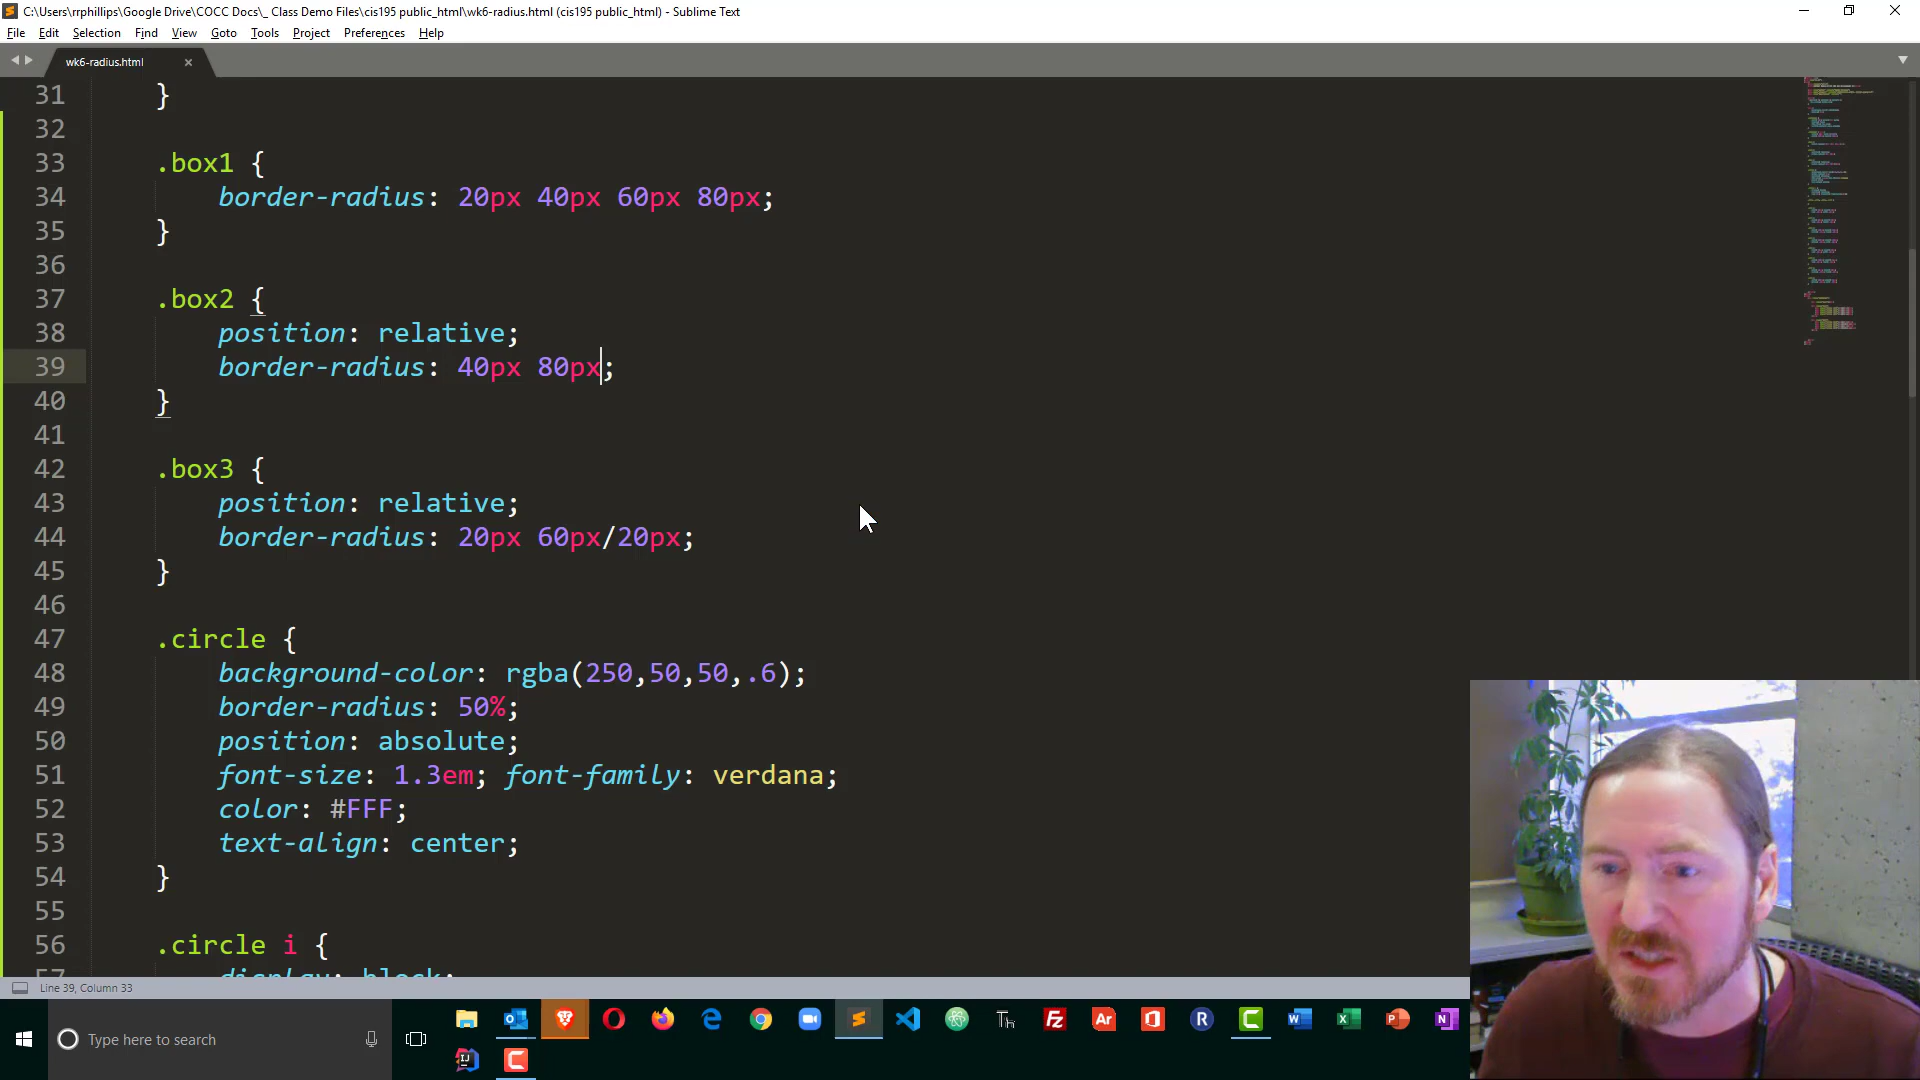 C:\Users\rrphillips\Google Drive\COCC Docs\_ Class Demo Files\cis195 public_html\wk6-radius.html (cis195 public_html) - Sublime Text
File Edit Selection Find View Goto Tools Project Preferences Help
wk6-radius.html
31 }
32
33 .box1 {
34 border-radius: 20px 40px 60px 80px;
35 }
36
37 .box2 {
38 position: relative;
39 border-radius: 40px 80px;
40 }
41
42 .box3 {
43 position: relative;
44 border-radius: 20px 60px/20px;
45 }
46
47 .circle {
48 background-color: rgba(250,50,50,.6);
49 border-radius: 50%;
50 position: absolute;
51 font-size: 1.3em; font-family: verdana;
52 color: #FFF;
53 text-align: center;
54 }
55
56 .circle i {
57 display: block;
Line 39, Column 33
Type here to search